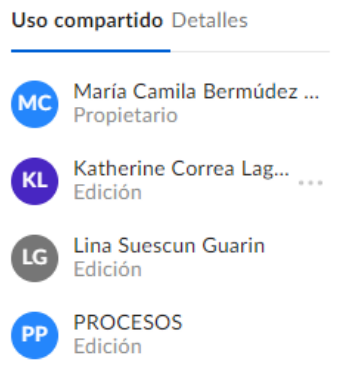 Uso compartido Detalles
MC
María Camila Bermúdez ...
Propietario
KL
Katherine Correa Lag...
Edición
LG
Lina Suescun Guarin
Edición
PP
PROCESOS
Edición